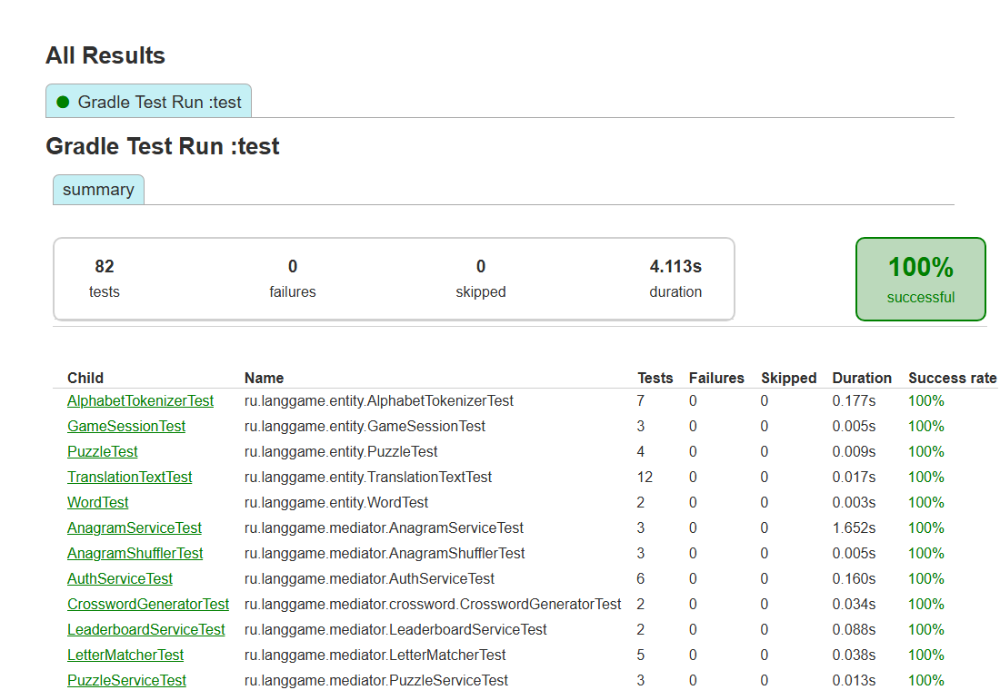 All Results
Gradle Test Run :test
Gradle Test Run :test
summary
82 0 0 4.113s 100%
tests failures skipped duration successful
Child Name Tests Failures Skipped Duration Success rate
AlphabetTokenizerTest ru.langgame.entity.AlphabetTokenizerTest 7 0 0 0.177s 100%
GameSessionTest ru.langgame.entity.GameSessionTest 3 0 0 0.005s 100%
PuzzleTest ru.langgame.entity.PuzzleTest 4 0 0 0.009s 100%
TranslationTextTest ru.langgame.entity.TranslationTextTest 12 0 0 0.017s 100%
WordTest ru.langgame.entity.WordTest 2 0 0 0.003s 100%
AnagramServiceTest ru.langgame.mediator.AnagramServiceTest 3 0 0 1.652s 100%
AnagramShufflerTest ru.langgame.mediator.AnagramShufflerTest 3 0 0 0.005s 100%
AuthServiceTest ru.langgame.mediator.AuthServiceTest 6 0 0 0.160s 100%
CrosswordGeneratorTest ru.langgame.mediator.crossword.CrosswordGeneratorTest 2 0 0 0.034s 100%
LeaderboardServiceTest ru.langgame.mediator.LeaderboardServiceTest 2 0 0 0.088s 100%
LetterMatcherTest ru.langgame.mediator.LetterMatcherTest 5 0 0 0.038s 100%
PuzzleServiceTest ru.langgame.mediator.PuzzleServiceTest 3 0 0 0.013s 100%